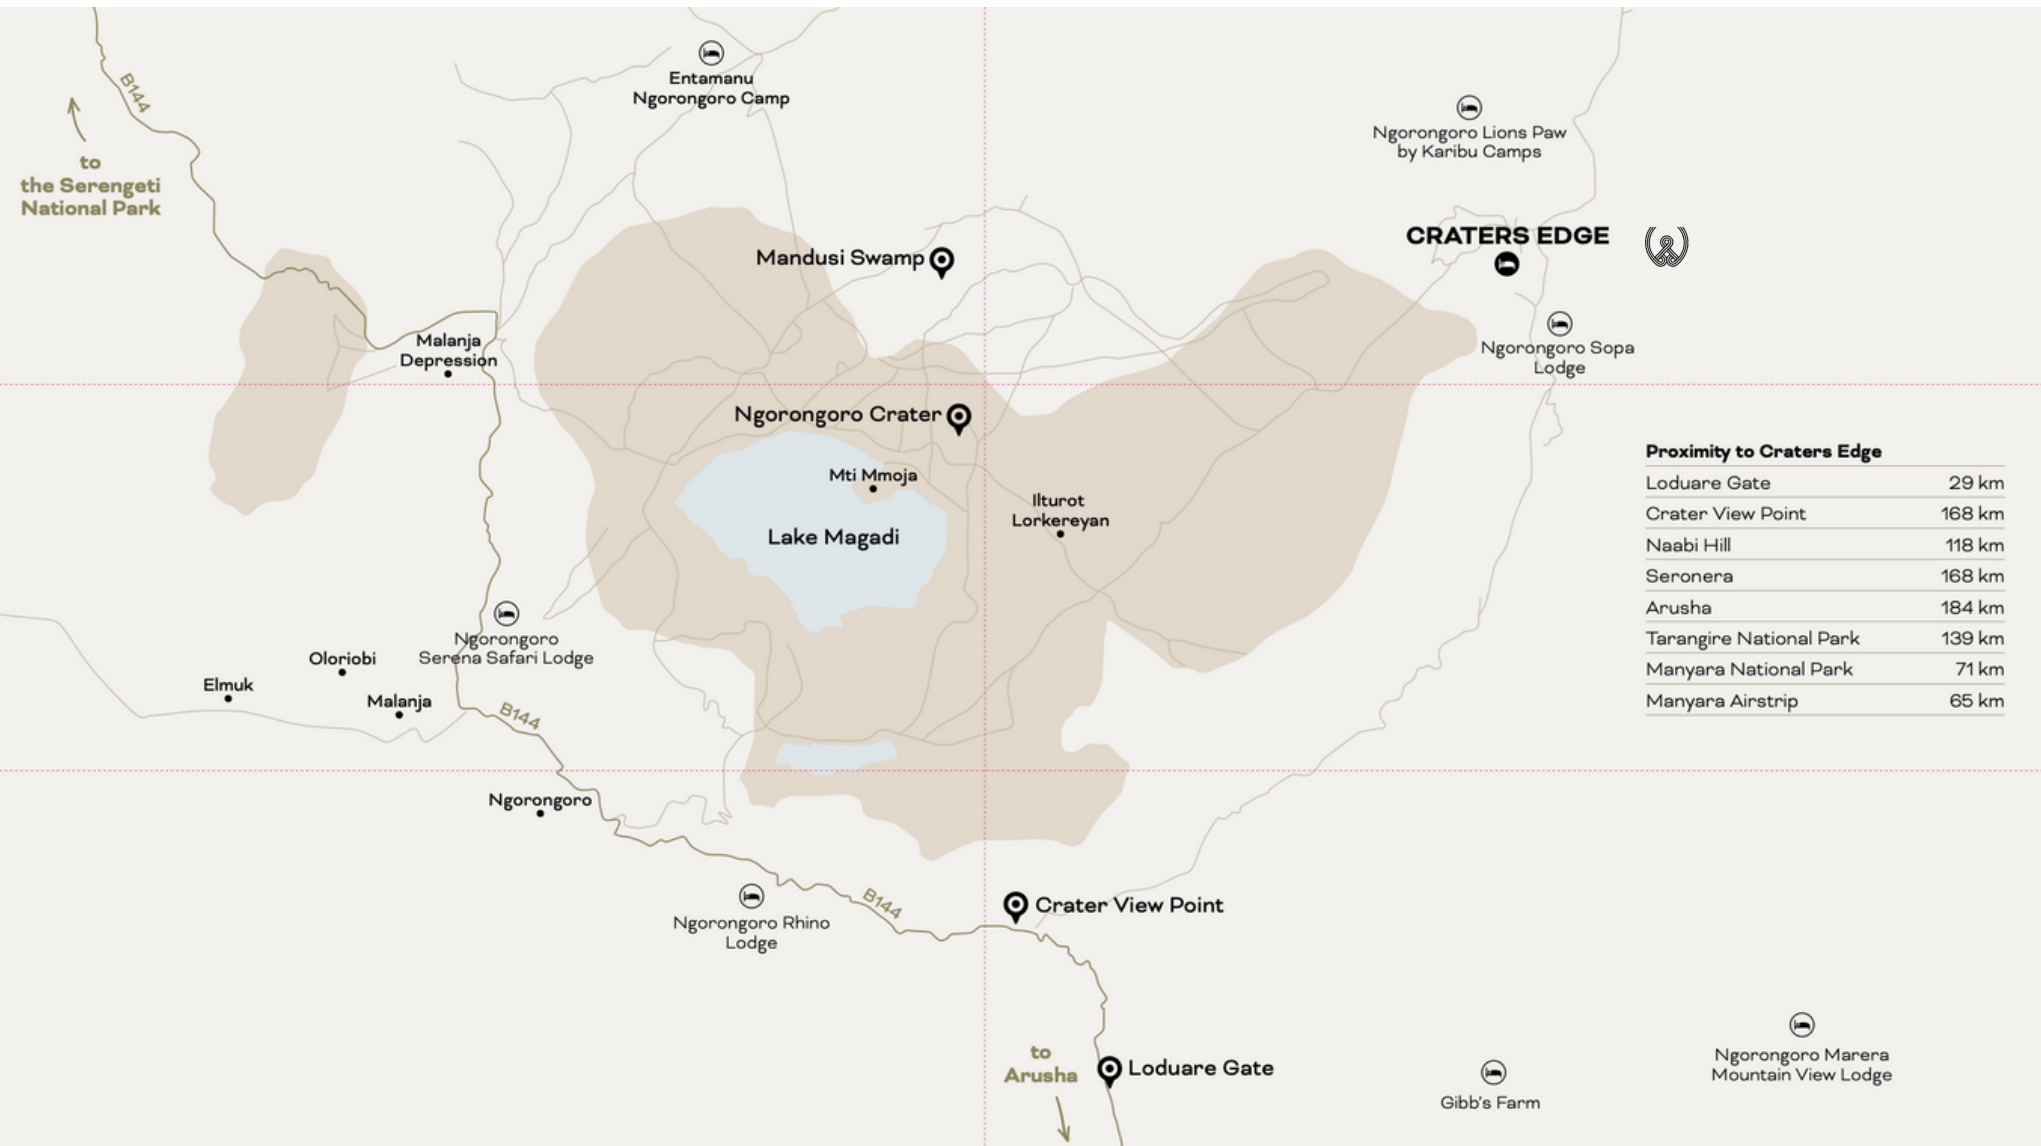 B144
to
the Serengeti
National Park
Entamanu
Ngorongoro Camp
Ngorongoro Lions Paw
by Karibu Camps
CRATERS EDGE
Mandusi Swamp
Malanja
Depression
Ngorongoro Sopa
Lodge
Ngorongoro Crater
Mti Mmoja
Lake Magadi
Ilturot
Lorkereyan
Proximity to Craters Edge
Loduare Gate 29 km
Crater View Point 168 km
Naabi Hill 118 km
Seronera 168 km
Arusha 184 km
Tarangire National Park 139 km
Manyara National Park 71 km
Manyara Airstrip 65 km
Ngorongoro
Serena Safari Lodge
Oloriobi
Elmuk
Malanja
B144
Ngorongoro
Ngorongoro Rhino
Lodge
B144
Crater View Point
to
Arusha
Loduare Gate
Gibb's Farm
Ngorongoro Marera
Mountain View Lodge